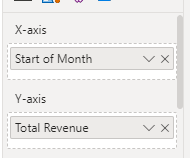 X-axis
Start of Month
Y-axis
Total Revenue